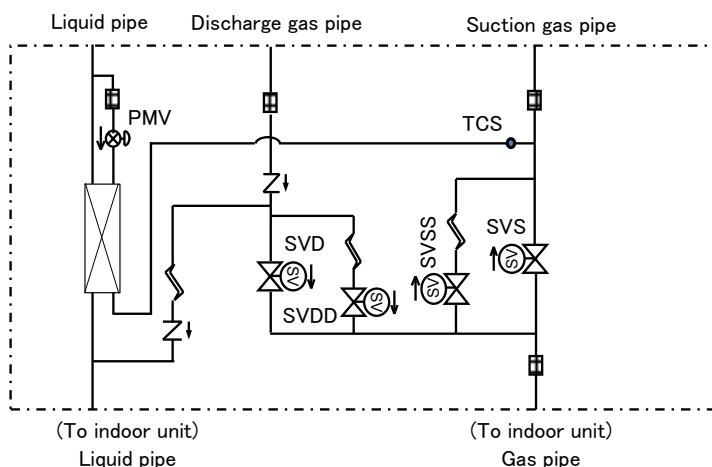 Liquid pipe
Discharge gas pipe
Suction gas pipe
PMV
TCS
SVD
SV
SVDD
SV
SVSS
SV
SVS
SV
(To indoor unit)
Liquid pipe
(To indoor unit)
Gas pipe